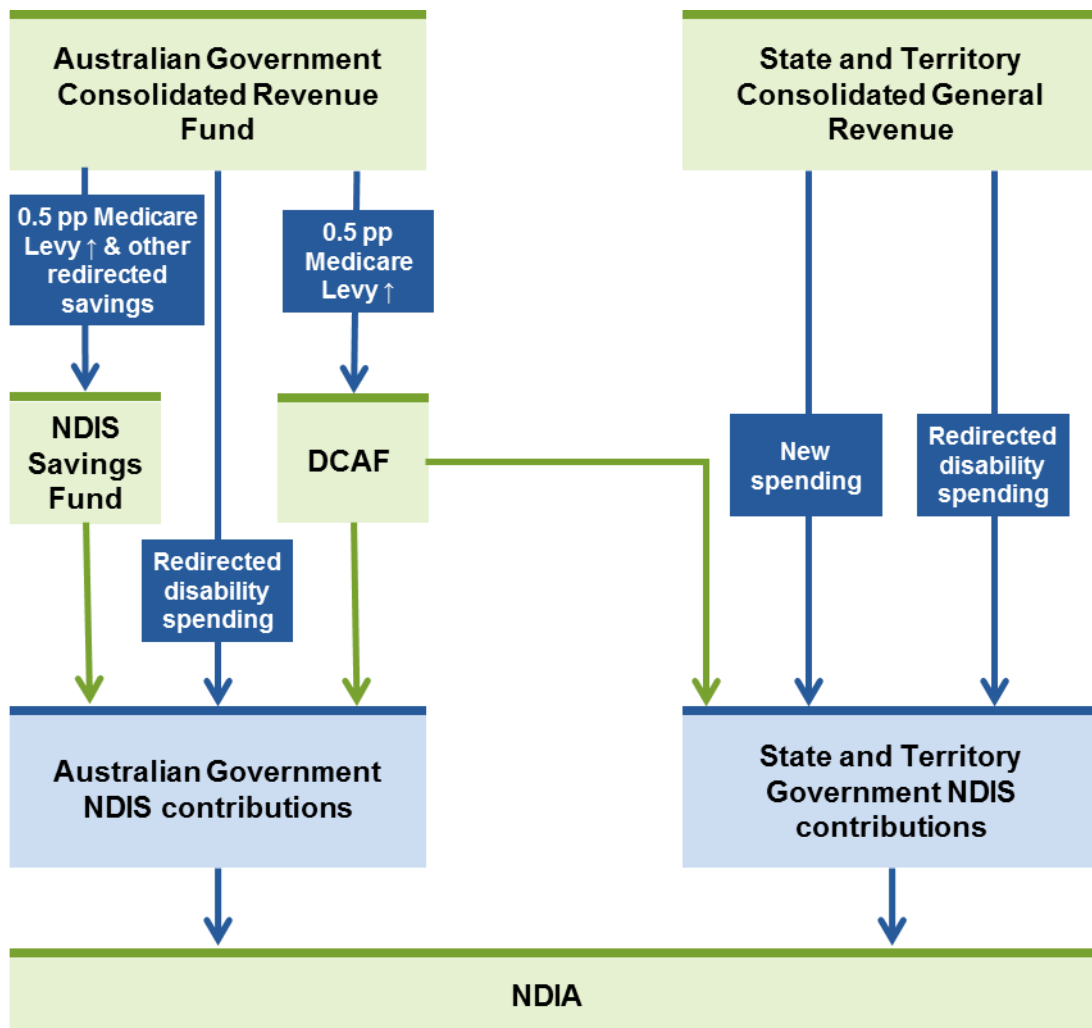 Australian Government
Consolidated Revenue
Fund
State and Territory
Consolidated General
Revenue
0.5 pp Medicare
Levy ↑ & other
redirected
savings
0.5 pp
Medicare
Levy ↑
NDIS
Savings
Fund
DCAF
New
spending
Redirected
disability
spending
Redirected
disability
spending
Australian Government
NDIS contributions
State and Territory
Government NDIS
contributions
NDIA